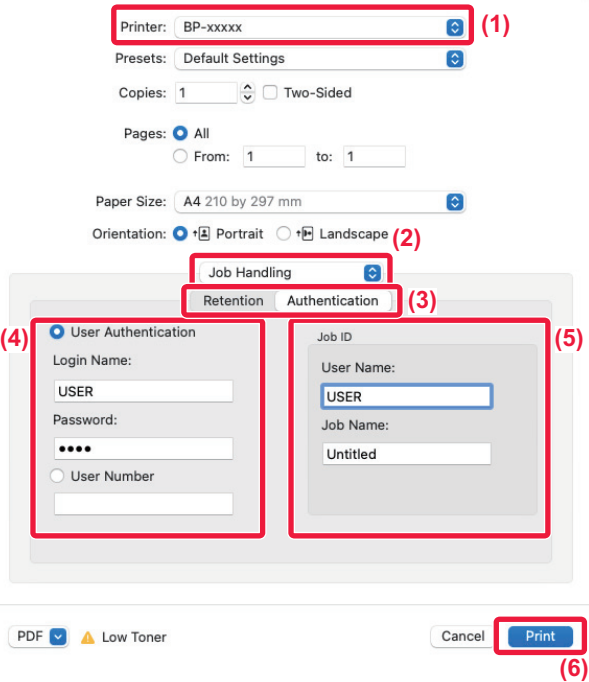 Printer: BP-xxxxx (1)
Presets: Default Settings
Copies: 1 Two-Sided
Pages: All
From: 1 to: 1
Paper Size: A4 210 by 297 mm
Orientation: Portrait Landscape
(2)
Job Handling
Retention Authentication (3)
(4) User Authentication
Login Name:
USER
Password:
••••
User Number
Job ID (5)
User Name:
USER
Job Name:
Untitled
PDF Low Toner Cancel Print
(6)